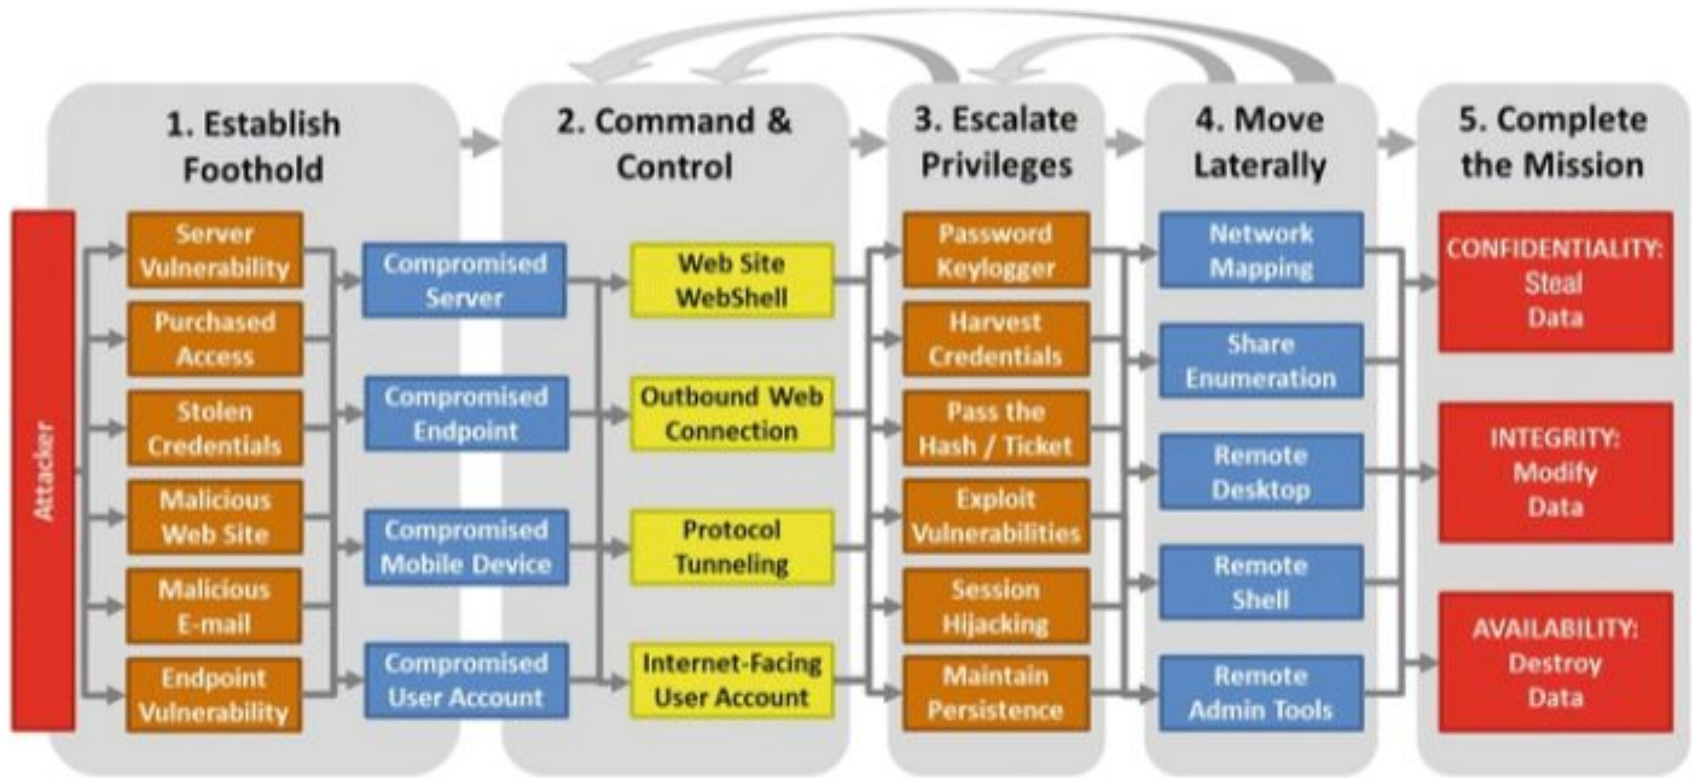 1. Establish
Foothold
2. Command &
Control
3. Escalate
Privileges
4. Move
Laterally
5. Complete
the Mission
Attacker
Server
Vulnerability
Purchased
Access
Stolen
Credentials
Malicious
Web Site
Malicious
E-mail
Endpoint
Vulnerability
Compromised
Server
Compromised
Endpoint
Compromised
Mobile Device
Compromised
User Account
Web Site
WebShell
Outbound Web
Connection
Protocol
Tunneling
Internet-Facing
User Account
Password
Keylogger
Harvest
Credentials
Pass the
Hash / Ticket
Exploit
Vulnerabilities
Session
Hijacking
Maintain
Persistence
Network
Mapping
Share
Enumeration
Remote
Desktop
Remote
Shell
Remote
Admin Tools
CONFIDENTIALITY:
Steal
Data
INTEGRITY:
Modify
Data
AVAILABILITY:
Destroy
Data